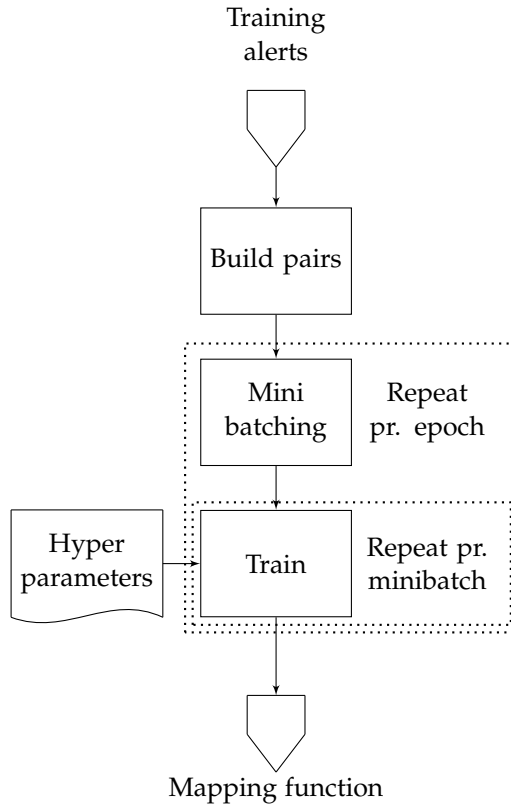 Training
alerts
Build pairs
Mini
batching
Repeat
pr. epoch
Hyper
parameters
Train
Repeat pr.
minibatch
Mapping function